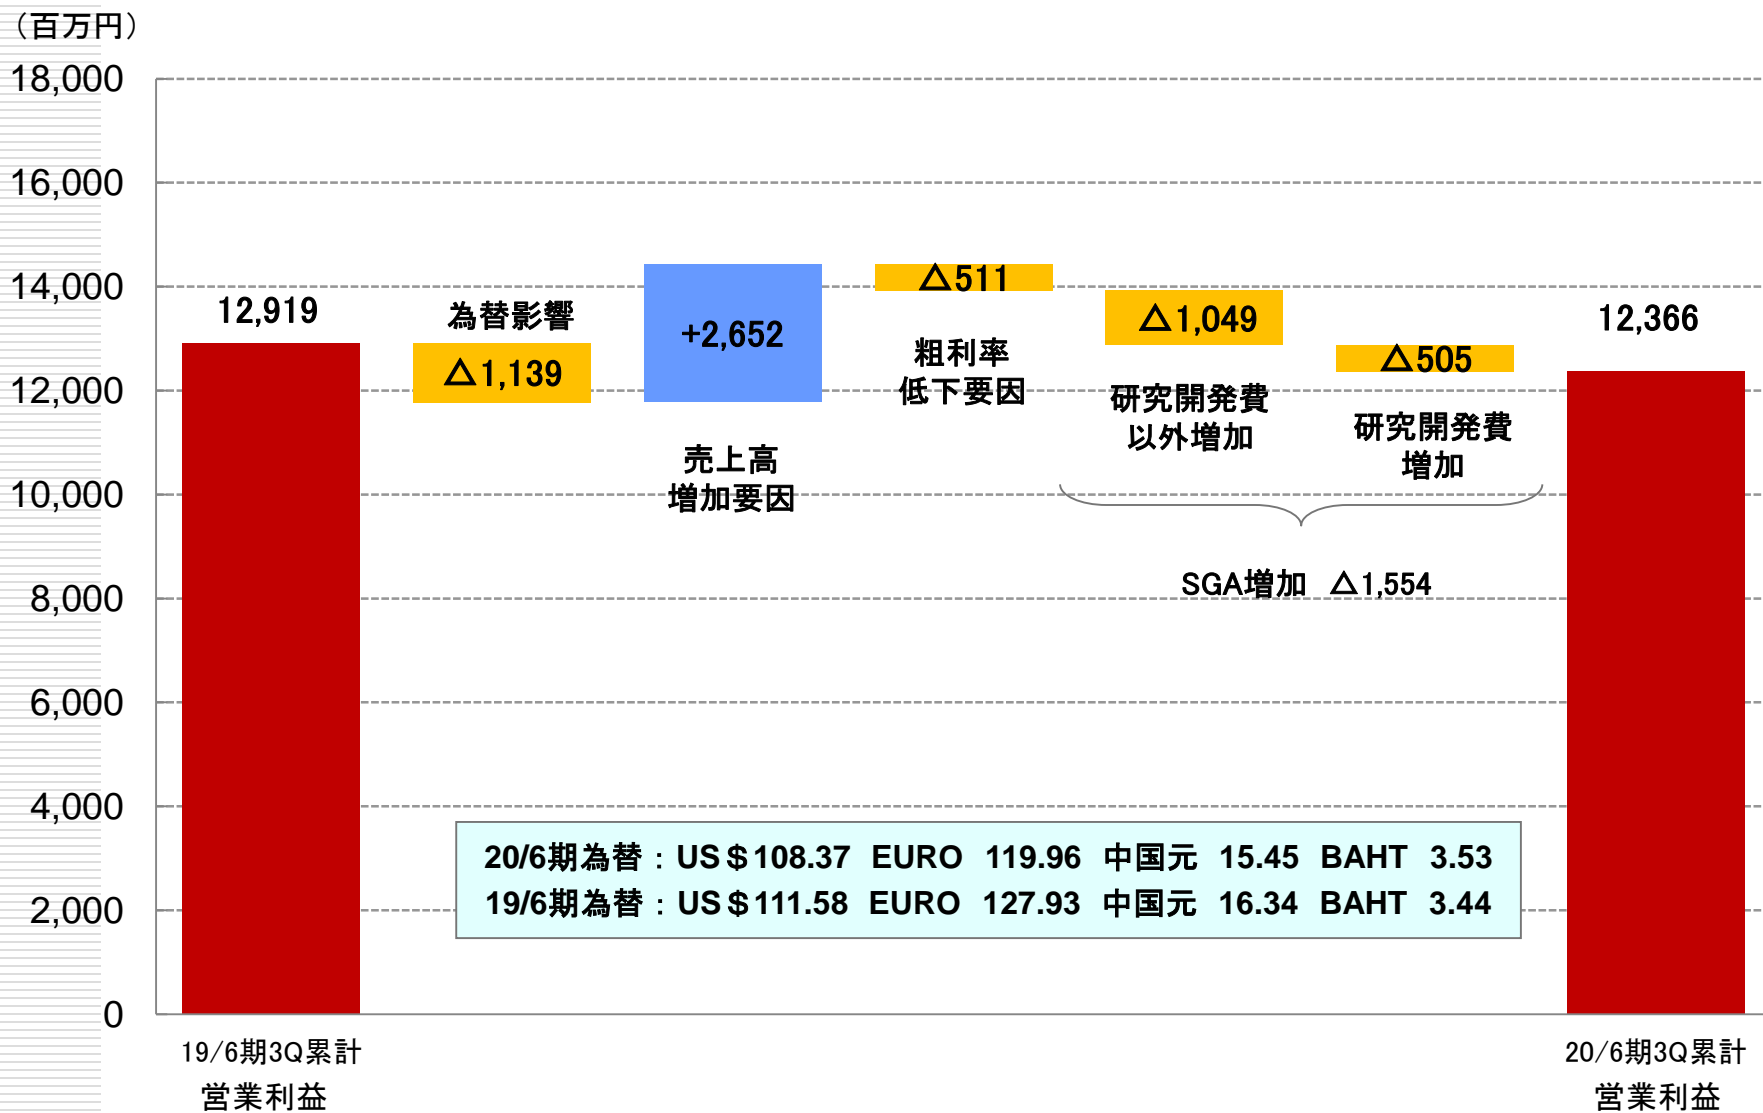 （百万円）
18,000
16,000
14,000
12,000
10,000
8,000
6,000
4,000
2,000
0
12,919
為替影響
△1,139
+2,652
売上高
増加要因
△511
粗利率
低下要因
△1,049
研究開発費
以外増加
△505
研究開発費
増加
SGA増加 △1,554
12,366
20/6期為替：US＄108.37 EURO 119.96 中国元 15.45 BAHT 3.53
19/6期為替：US＄111.58 EURO 127.93 中国元 16.34 BAHT 3.44
19/6期3Q累計
営業利益
20/6期3Q累計
営業利益